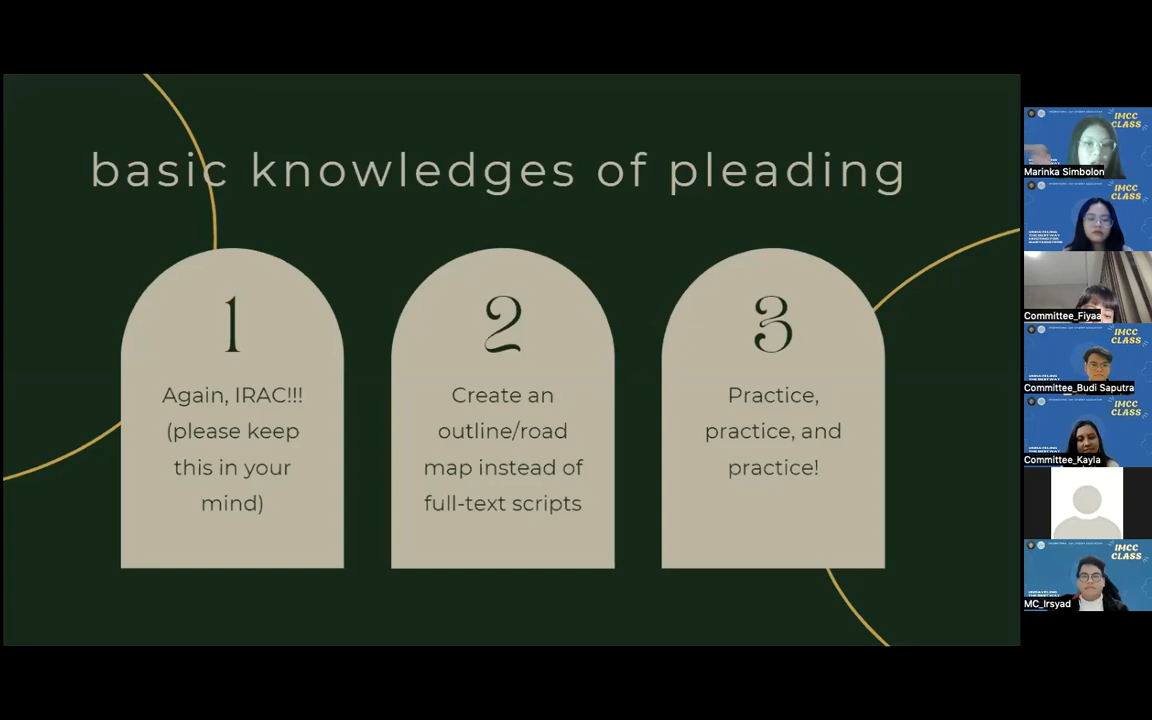 basic knowledges of pleading
1
Again, IRAC!!!
(please keep
this in your
mind)
2
Create an
outline/road
map instead of
full-text scripts
3
Practice,
practice, and
practice!
IMCC
CLASS
Marinka Simbolon
IMCC
CLASS
Committee_Fiyaa
IMCC
CLASS
Committee_Budi Saputra
IMCC
CLASS
Committee_Kayla
IMCC
CLASS
MC_Irsyad